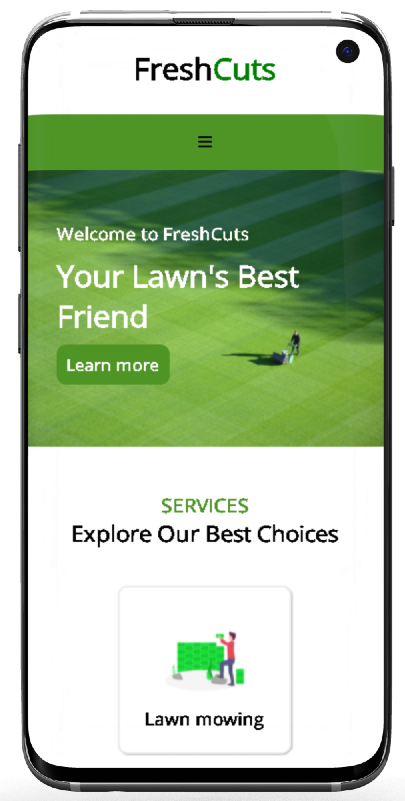 FreshCuts
Welcome to FreshCuts
Your Lawn's Best
Friend
Learn more
SERVICES
Explore Our Best Choices
Lawn mowing